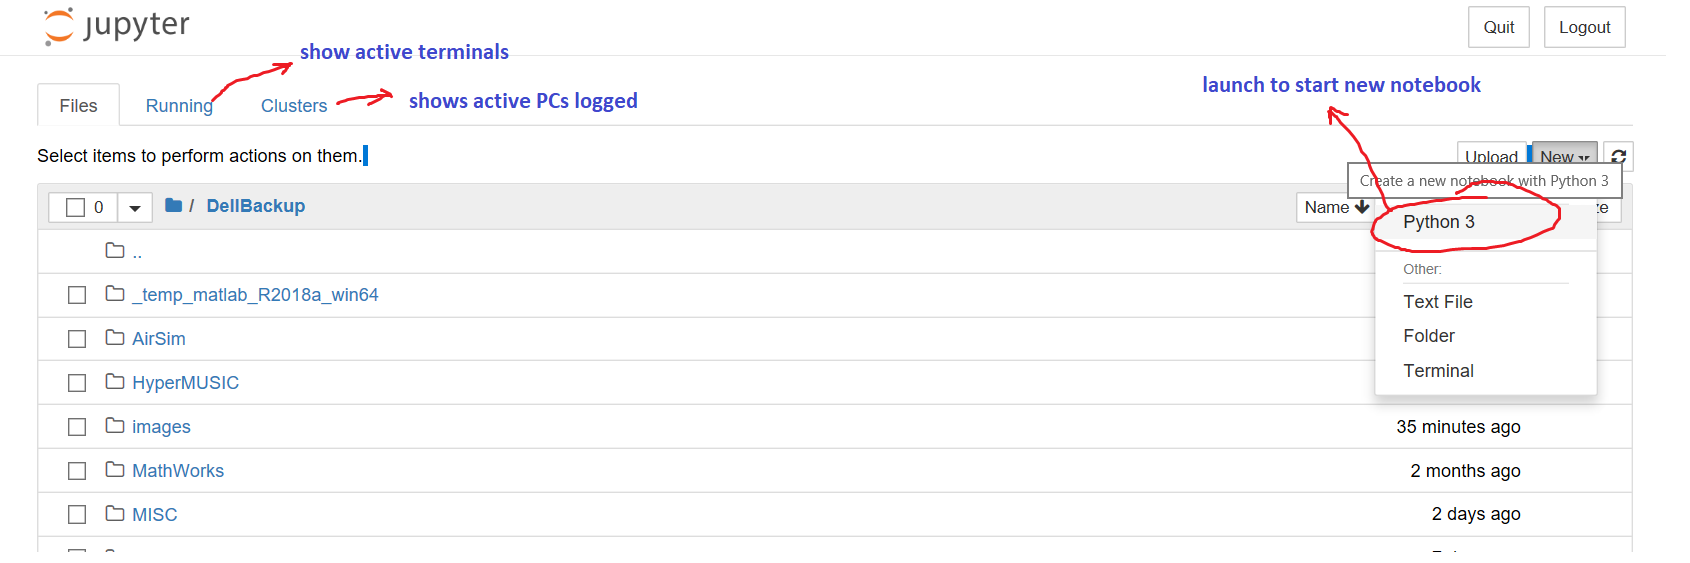 jupyter
Quit Logout
show active terminals
launch to start new notebook
Files Running Clusters
shows active PCs logged
Select items to perform actions on them.
Upload New
Create a new notebook with Python 3
0 / DellBackup
Name
Python 3
..
Other:
_temp_matlab_R2018a_win64
Text File
AirSim
Folder
Terminal
HyperMUSIC
images 35 minutes ago
MathWorks 2 months ago
MISC 2 days ago